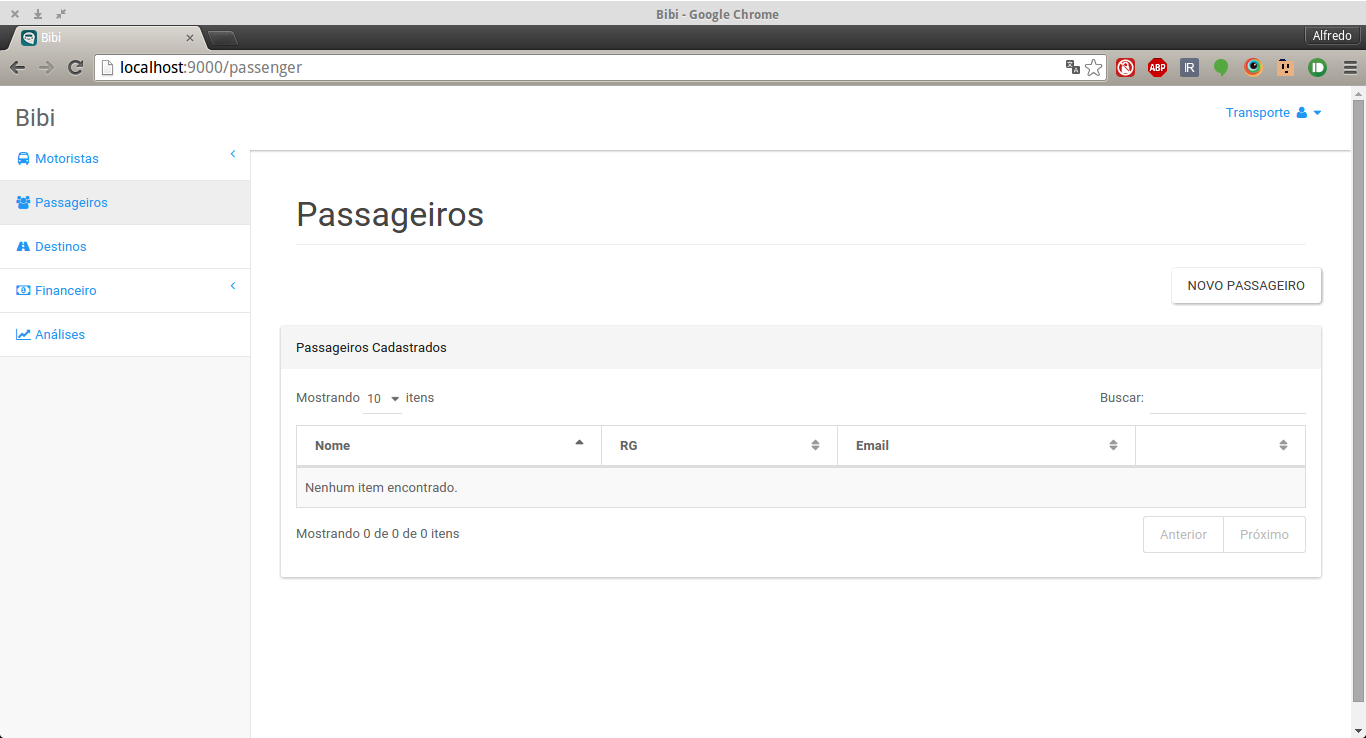 Bibi - Google Chrome
Bibi
Alfredo
localhost:9000/passenger
ABP
IR
Bibi
Transporte
Motoristas
Passageiros
Destinos
Financeiro
Análises
Passageiros
NOVO PASSAGEIRO
Passageiros Cadastrados
Mostrando 10 itens
Buscar:
Nome RG Email
Nenhum item encontrado.
Mostrando 0 de 0 de 0 itens
Anterior Próximo